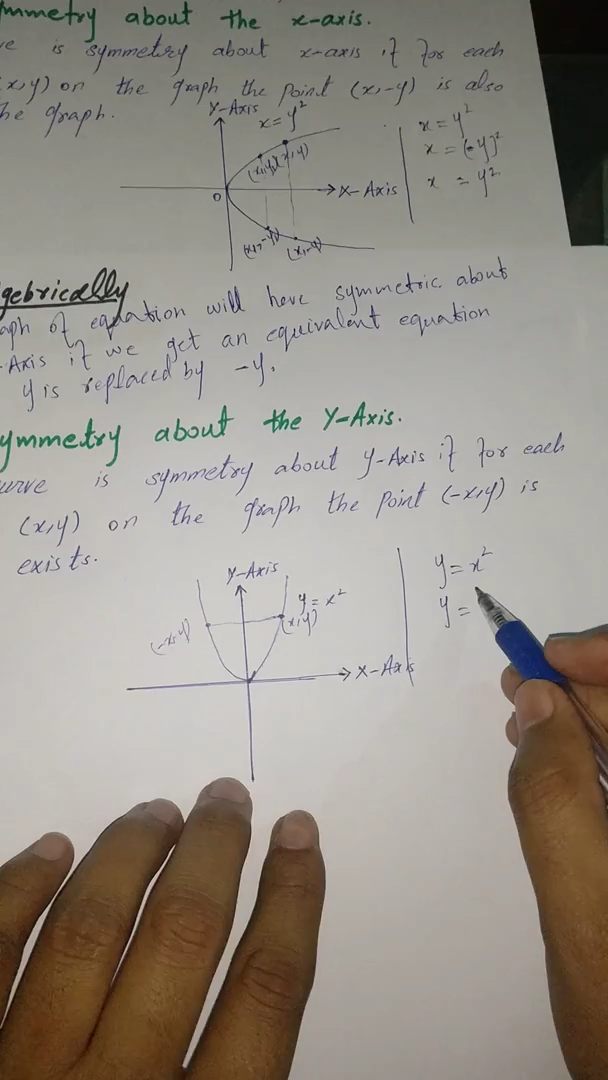 mmetry about the x-axis.
ve is symmetry about x-axis if for each
(x,y) on the graph the point (x,-y) is also
he graph.
Y-Axis
x = y²
(x,y)
X-Axis
O
(x,-y)
x = y²
x = (-y)²
x = y²
gebrically
aph of equation will have symmetric about
-Axis if we get an equivalent equation
y is replaced by -y.
ymmetry about the Y-Axis.
urve is symmetry about y-Axis if for each
(x,y) on the graph the point (-x,y) is
exists.
Y-Axis
y = x²
(x,y)
(-x,y)
X-Axis
y = x²
y =